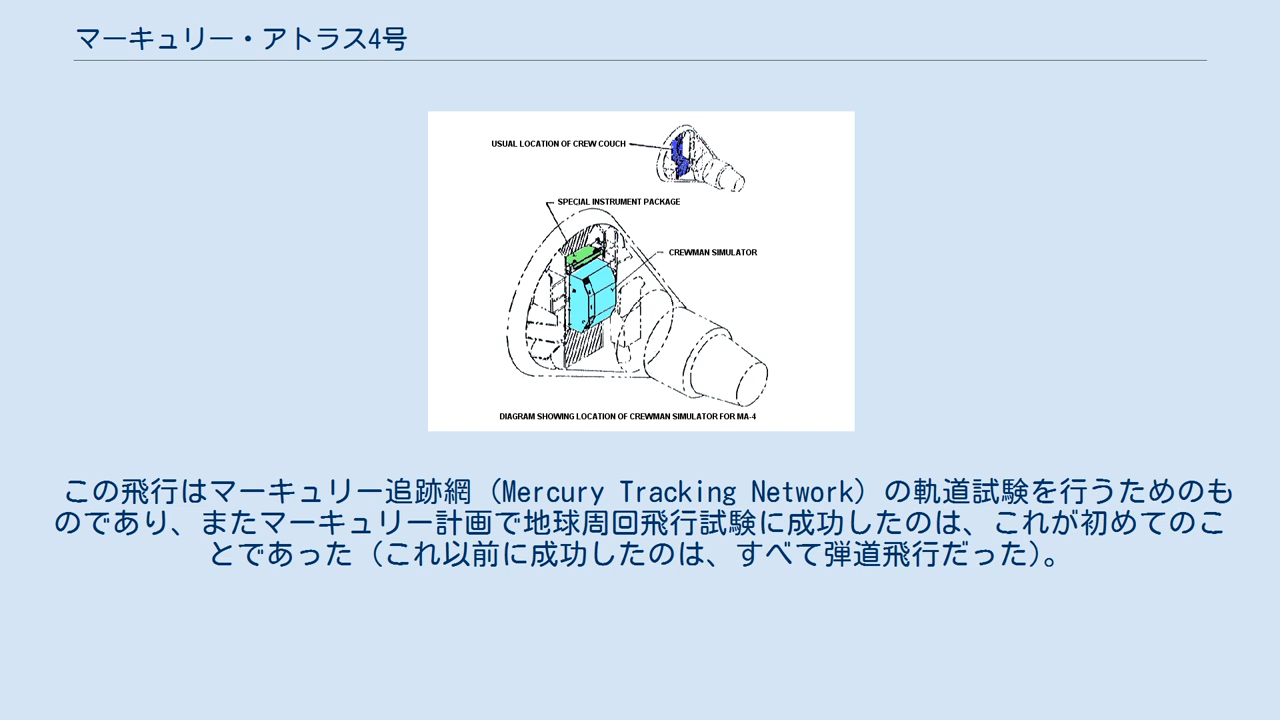 マーキュリー・アトラス4号
USUAL LOCATION OF CREW COUCH
SPECIAL INSTRUMENT PACKAGE
CREWMAN SIMULATOR
DIAGRAM SHOWING LOCATION OF CREWMAN SIMULATOR FOR MA-4
この飛行はマーキュリー追跡網（Mercury Tracking Network）の軌道試験を行うためのも
のであり、またマーキュリー計画で地球周回飛行試験に成功したのは、これが初めてのこ
とであった（これ以前に成功したのは、すべて弾道飛行だった）。